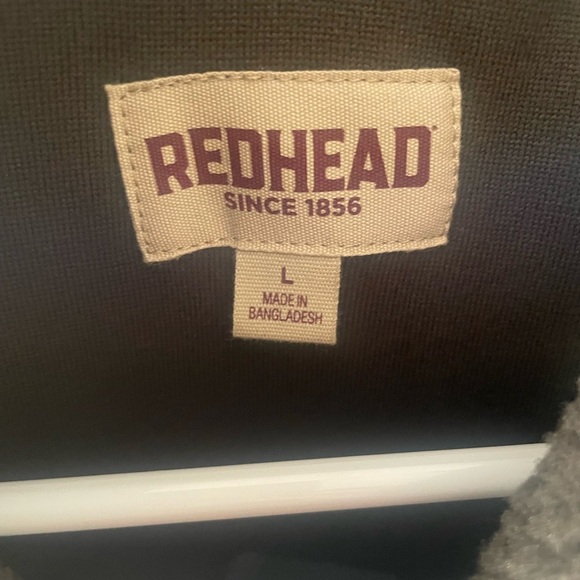 REDHEAD
SINCE 1856
L
MADE IN
BANGLADESH